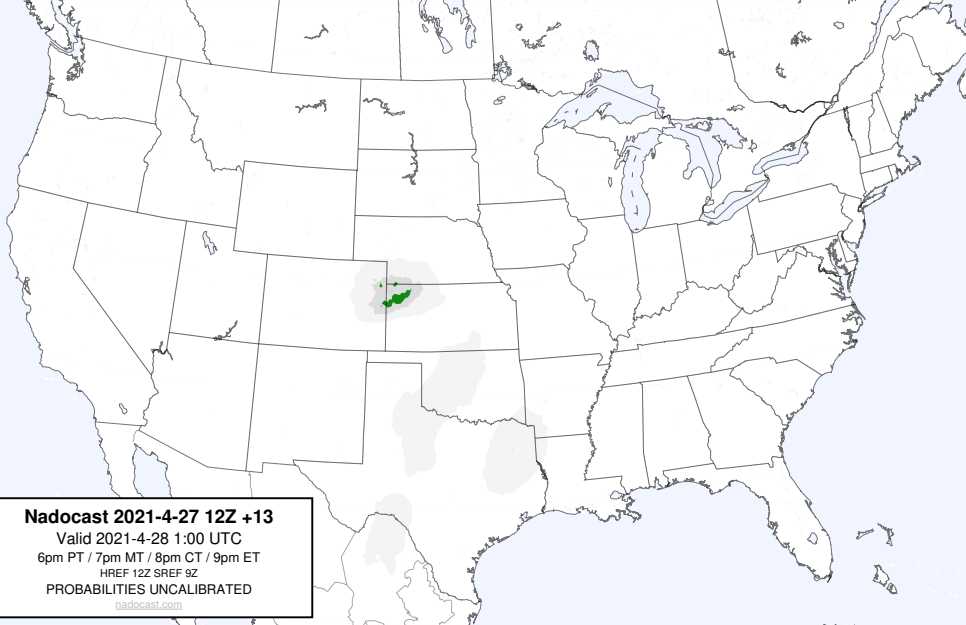 Nadocast 2021-4-27 12Z +13
Valid 2021-4-28 1:00 UTC
6pm PT / 7pm MT / 8pm CT / 9pm ET
HREF 12Z SREF 9Z
PROBABILITIES UNCALIBRATED
nadocast.com